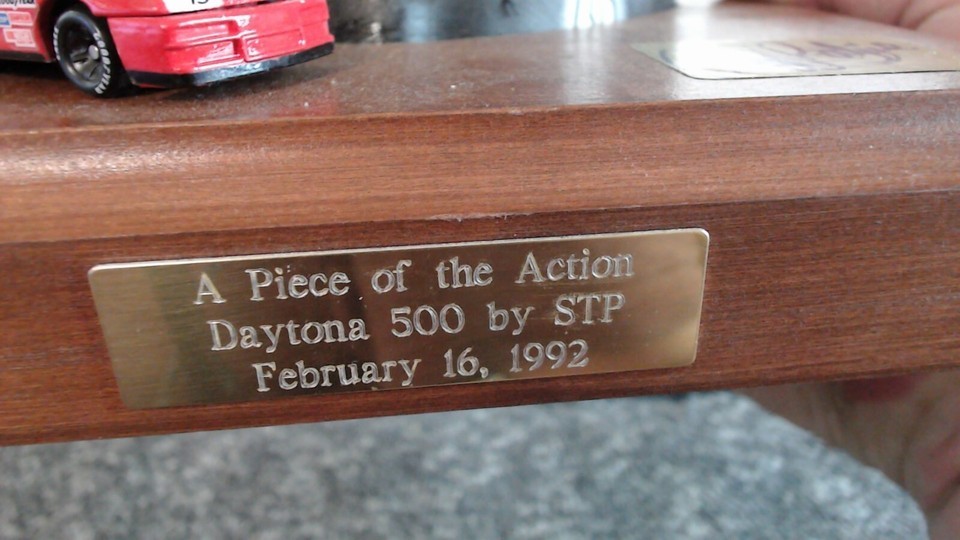 A Piece of the Action
Daytona 500 by STP
February 16, 1992